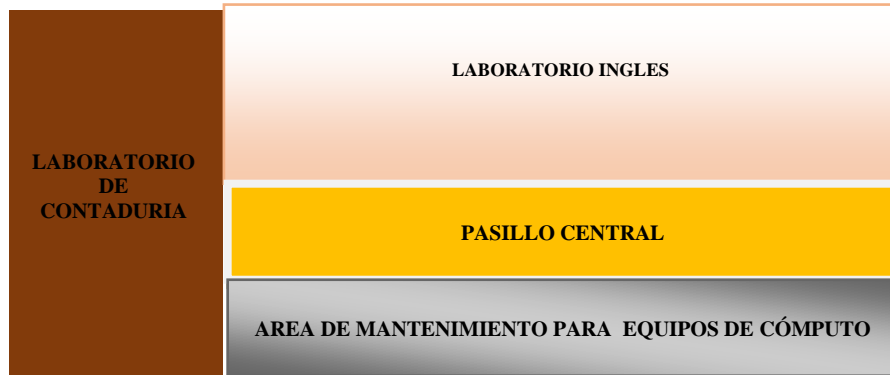 LABORATORIO
DE
CONTADURIA
LABORATORIO INGLES
PASILLO CENTRAL
AREA DE MANTENIMIENTO PARA EQUIPOS DE CÓMPUTO